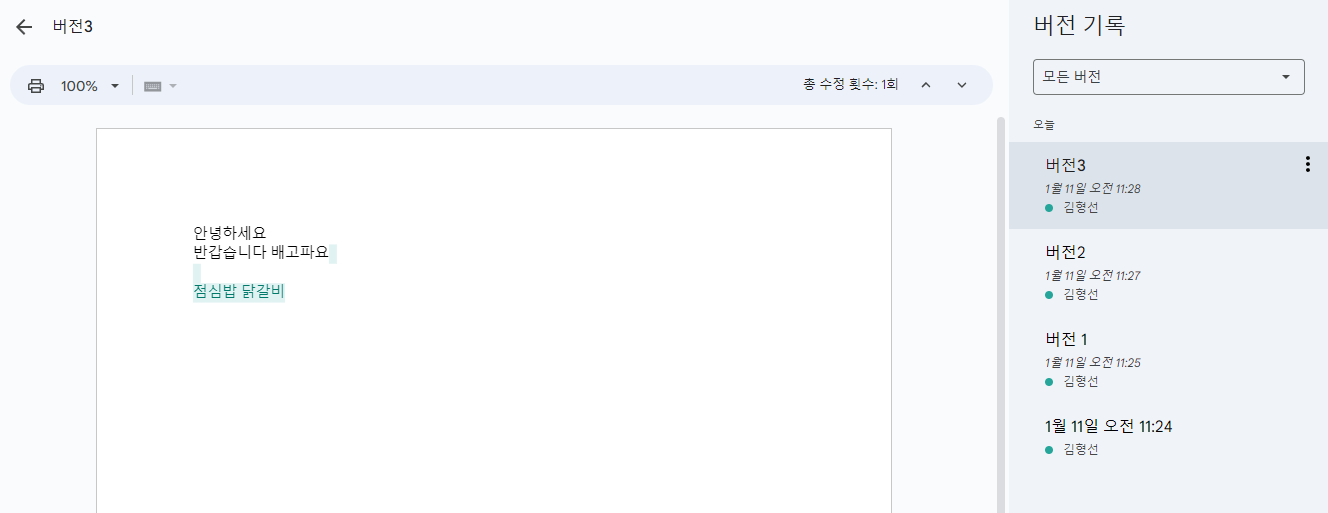 버전3
100%
총 수정 횟수: 1회
안녕하세요
반갑습니다 배고파요
점심밥 닭갈비
버전 기록
모든 버전
오늘
버전3
1월 11일 오전 11:28
김형선
버전2
1월 11일 오전 11:27
김형선
버전 1
1월 11일 오전 11:25
김형선
1월 11일 오전 11:24
김형선